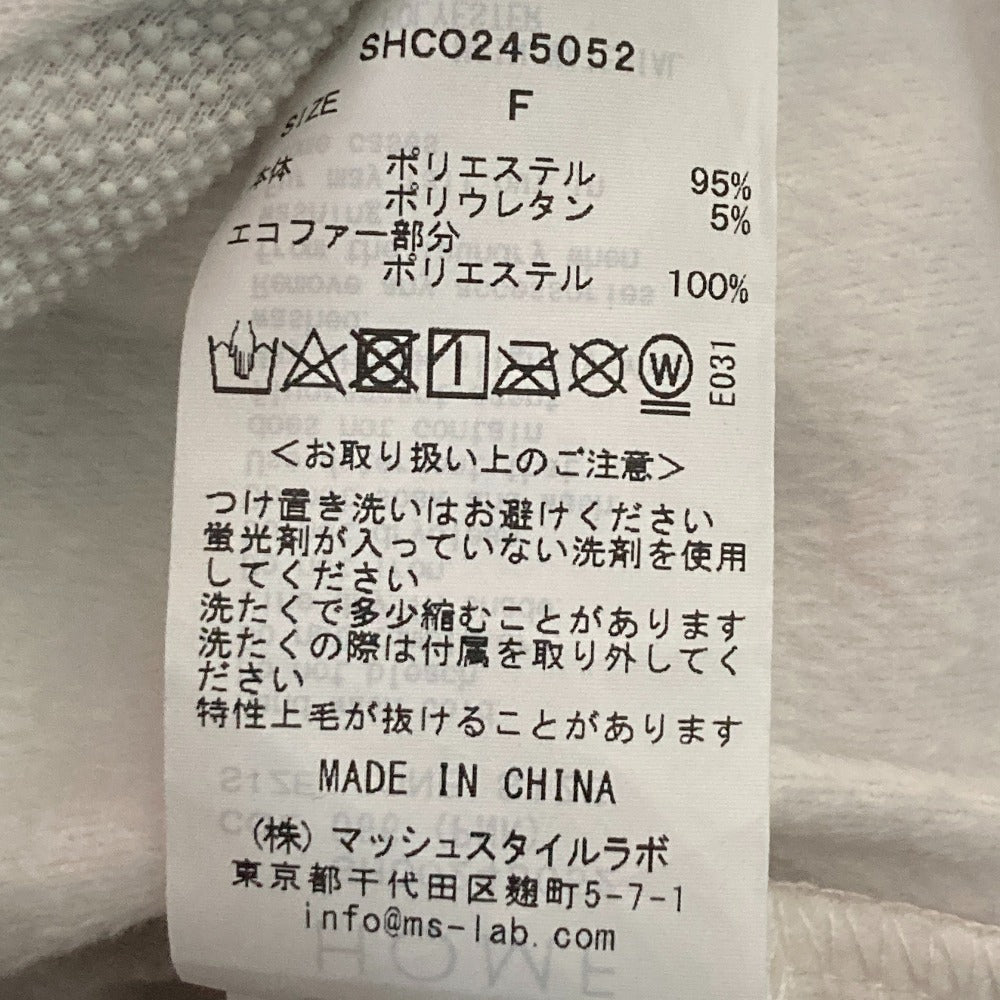 SHCO245052
SIZE F
本体 ポリエステル 95%
ポリウレタン 5%
エコファー部分
ポリエステル 100%
W E031
<お取り扱い上のご注意>
つけ置き洗いはお避けください
蛍光剤が入っていない洗剤を使用
してください
洗たくで多少縮むことがあります
洗たくの際は付属を取り外してく
ださい
特性上毛が抜けることがあります
MADE IN CHINA
(株)マッシュスタイルラボ
東京都千代田区麹町5-7-1
info@ms-lab.com
HOME